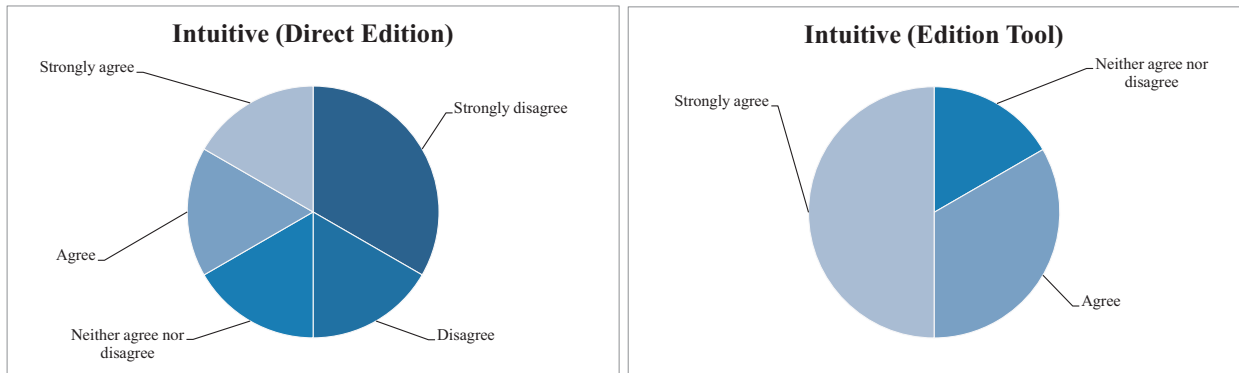 Intuitive (Direct Edition)
Strongly agree
Strongly disagree
Agree
Neither agree nor
disagree
Disagree
Intuitive (Edition Tool)
Neither agree nor
disagree
Strongly agree
Agree